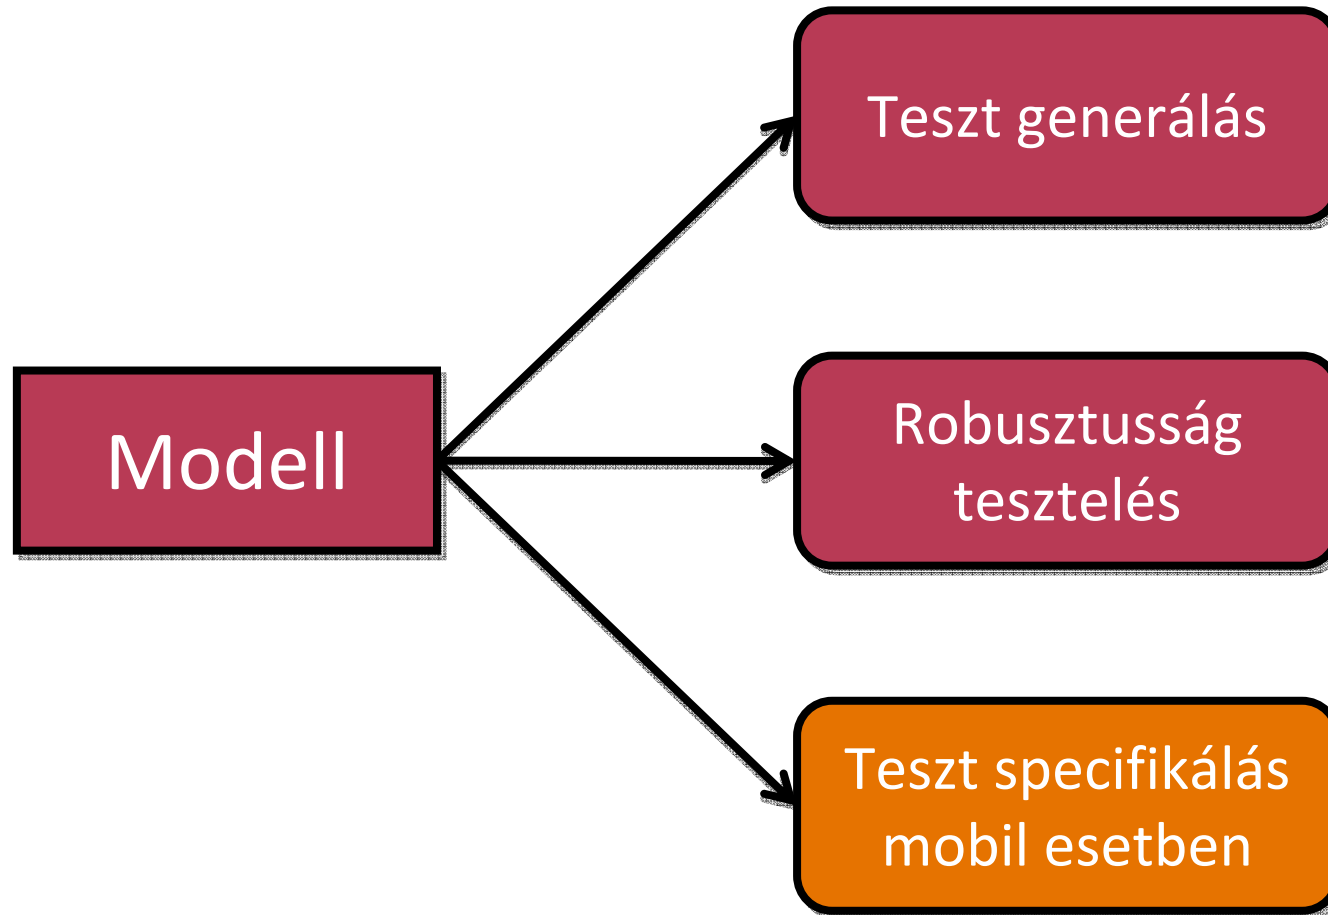 Teszt generálás
Modell
Robusztusság
tesztelés
Teszt specifikálás
mobil esetben